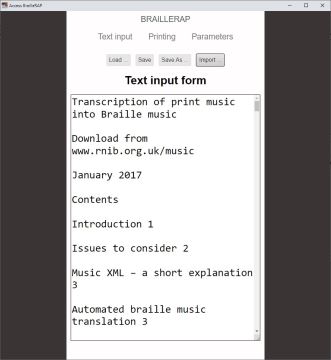 Access BrailleRAP
BRAILLERAP
Text input Printing Parameters
Load ... Save Save As ... Import ...
Text input form
Transcription of print music
into Braille music
Download from
www.rnib.org.uk/music
January 2017
Contents
Introduction 1
Issues to consider 2
Music XML – a short explanation
3
Automated braille music
translation 3